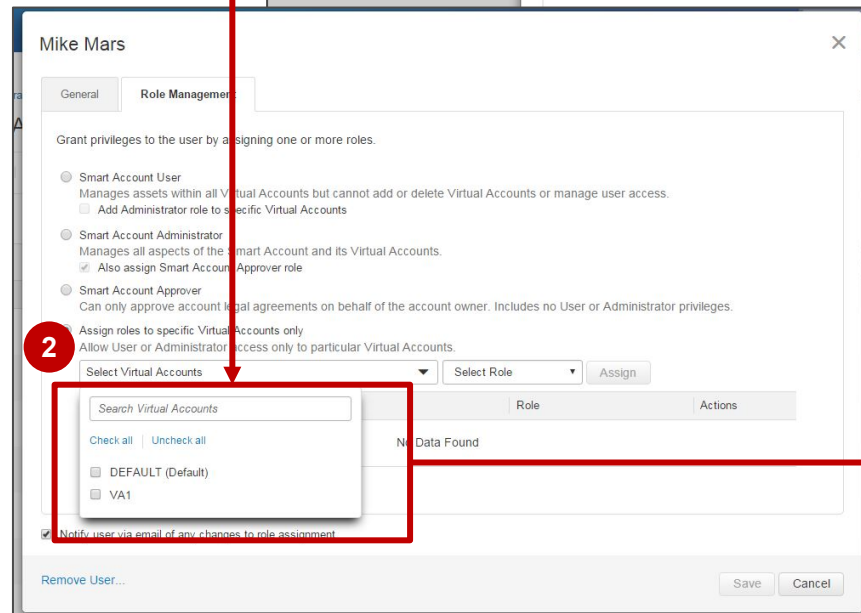 Mike Mars
General Role Management
Grant privileges to the user by assigning one or more roles.
Smart Account User
Manages assets within all Virtual Accounts but cannot add or delete Virtual Accounts or manage user access.
Add Administrator role to specific Virtual Accounts
Smart Account Administrator
Manages all aspects of the Smart Account and its Virtual Accounts.
Also assign Smart Account Approver role
Smart Account Approver
Can only approve account legal agreements on behalf of the account owner. Includes no User or Administrator privileges.
2
Assign roles to specific Virtual Accounts only
Allow User or Administrator access only to particular Virtual Accounts.
Select Virtual Accounts Select Role Assign
Search Virtual Accounts Role Actions
Check all Uncheck all No Data Found
DEFAULT (Default)
VA1
Notify user via email of any changes to role assignment
Remove User... Save Cancel